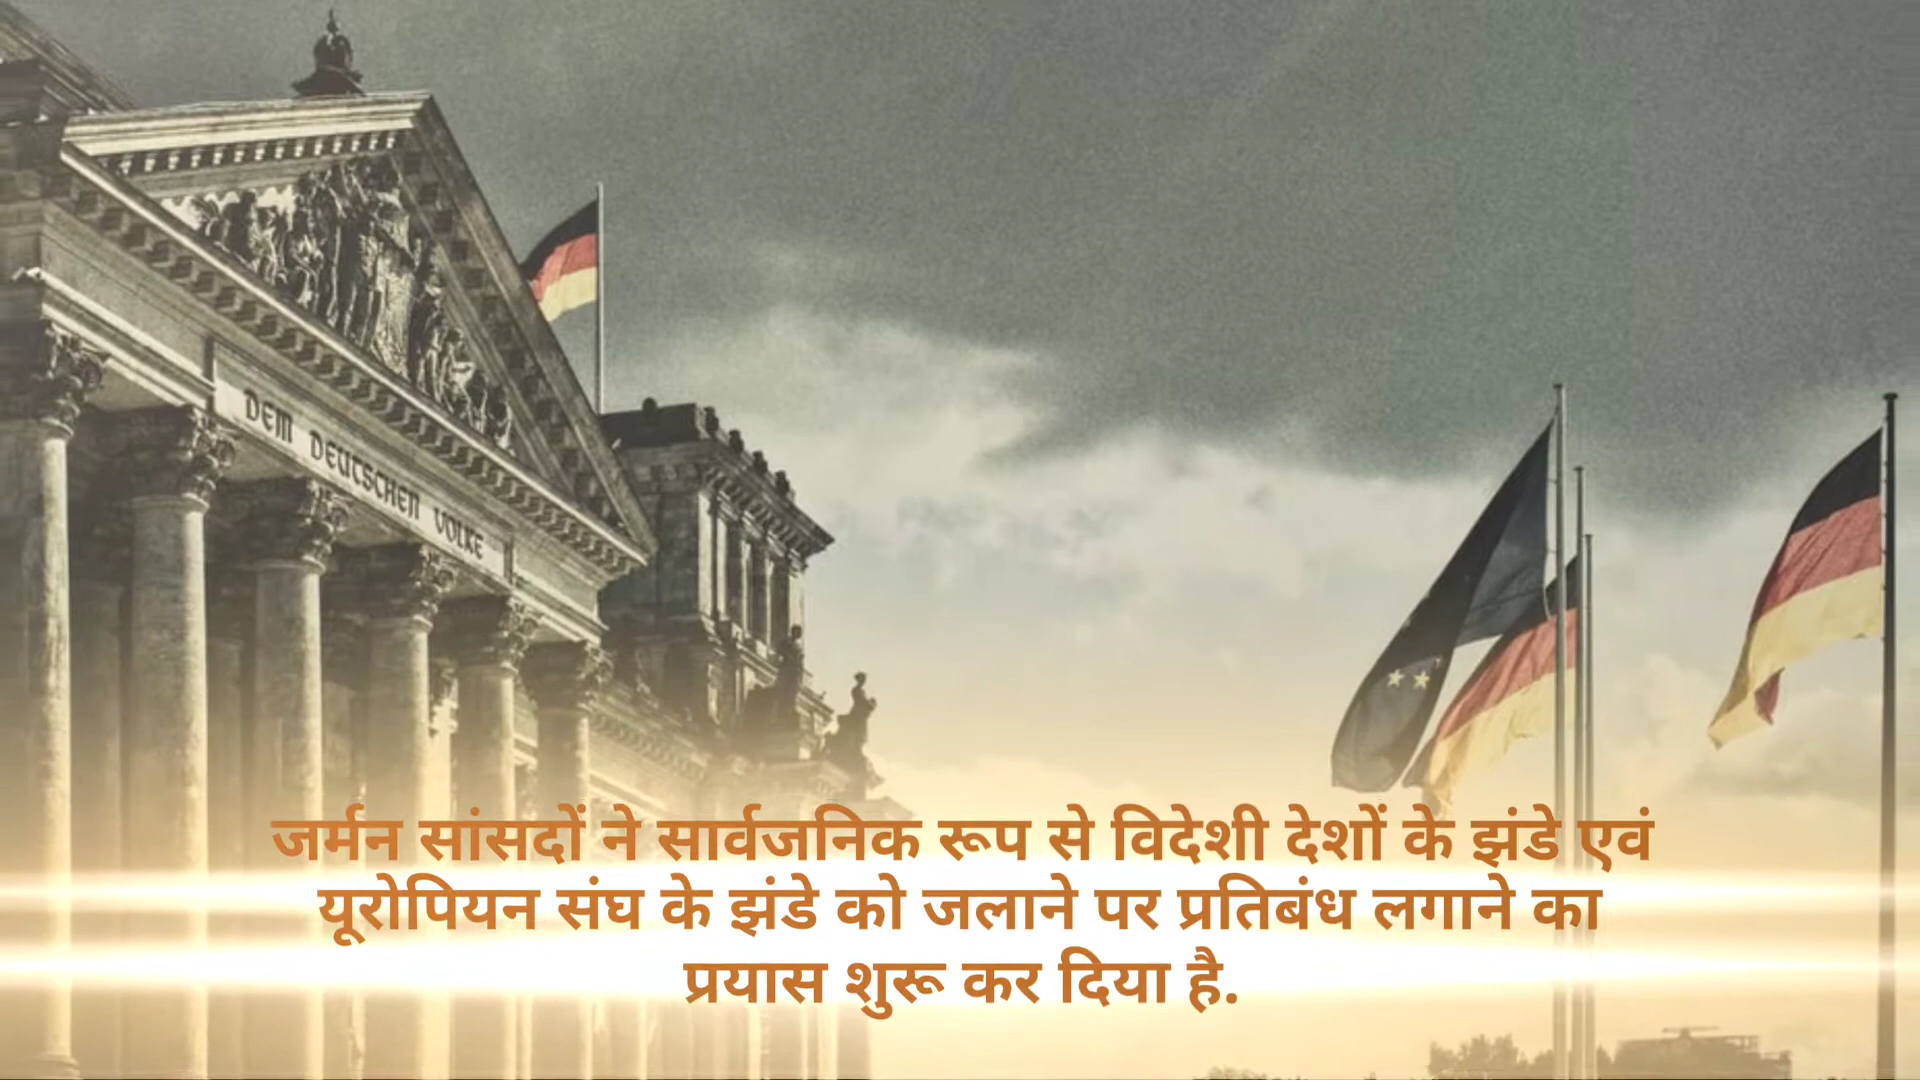 DEM DEUTSCHEN VOLKE
जर्मन सांसदों ने सार्वजनिक रूप से विदेशी देशों के झंडे एवं
यूरोपियन संघ के झंडे को जलाने पर प्रतिबंध लगाने का
प्रयास शुरू कर दिया है.